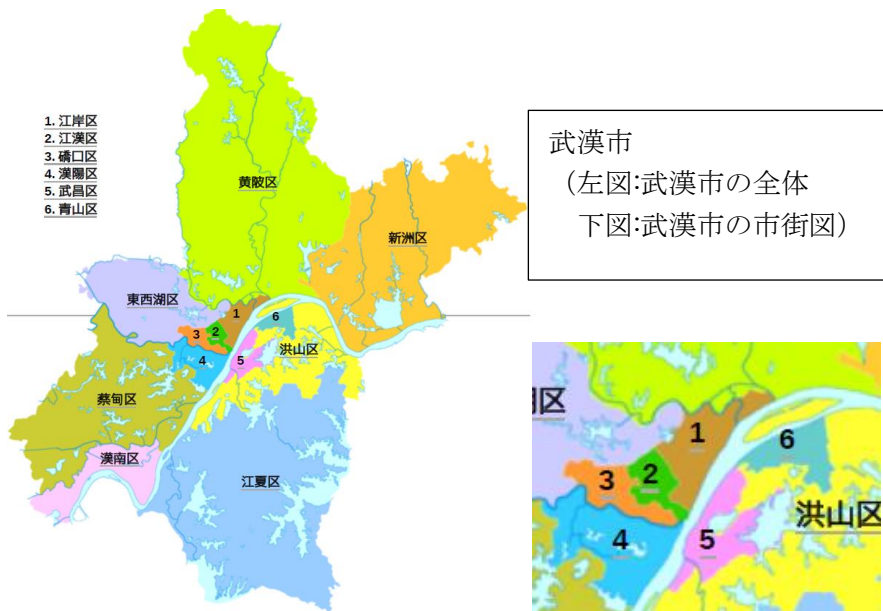 1. 江岸区
2. 江漢区
3. 礄口区
4. 漢陽区
5. 武昌区
6. 青山区
黄陂区
新洲区
東西湖区
1
2
3
6
4
5
洪山区
蔡甸区
漢南区
江夏区
武漢市
(左図:武漢市の全体
下図:武漢市の市街図)
区
1
6
2
3
4
5
洪山区